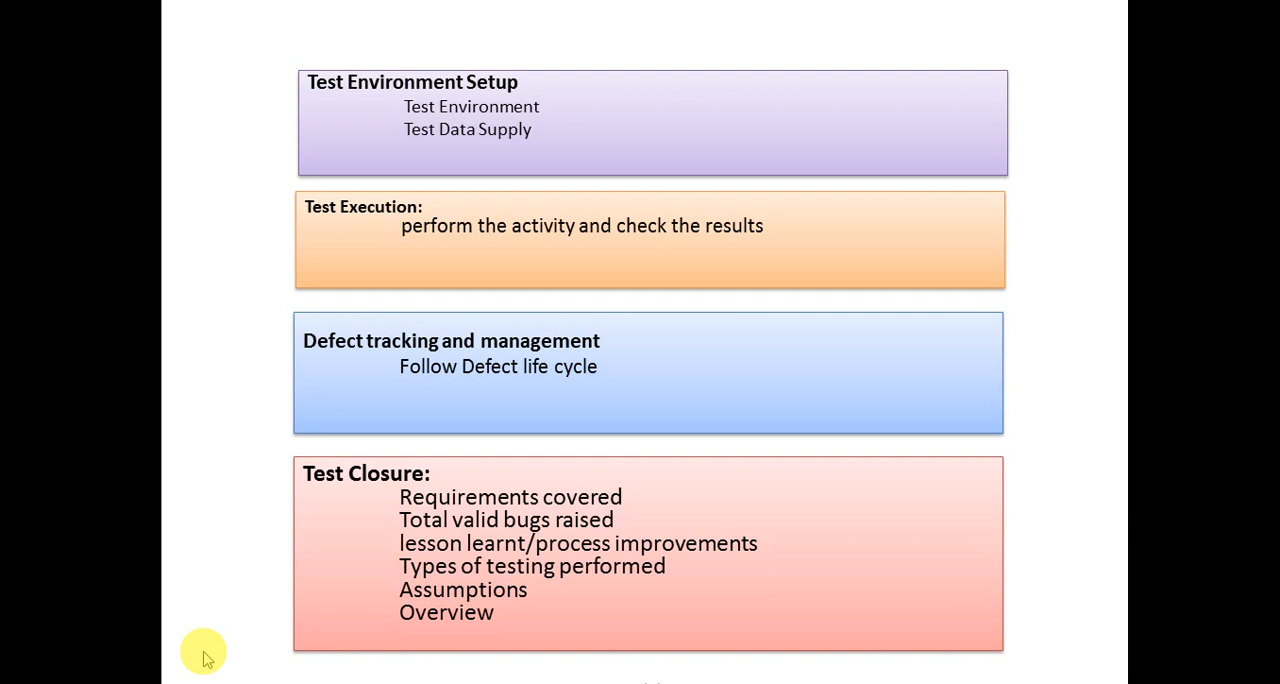 Test Environment Setup
Test Environment
Test Data Supply
Test Execution:
perform the activity and check the results
Defect tracking and management
Follow Defect life cycle
Test Closure:
Requirements covered
Total valid bugs raised
lesson learnt/process improvements
Types of testing performed
Assumptions
Overview